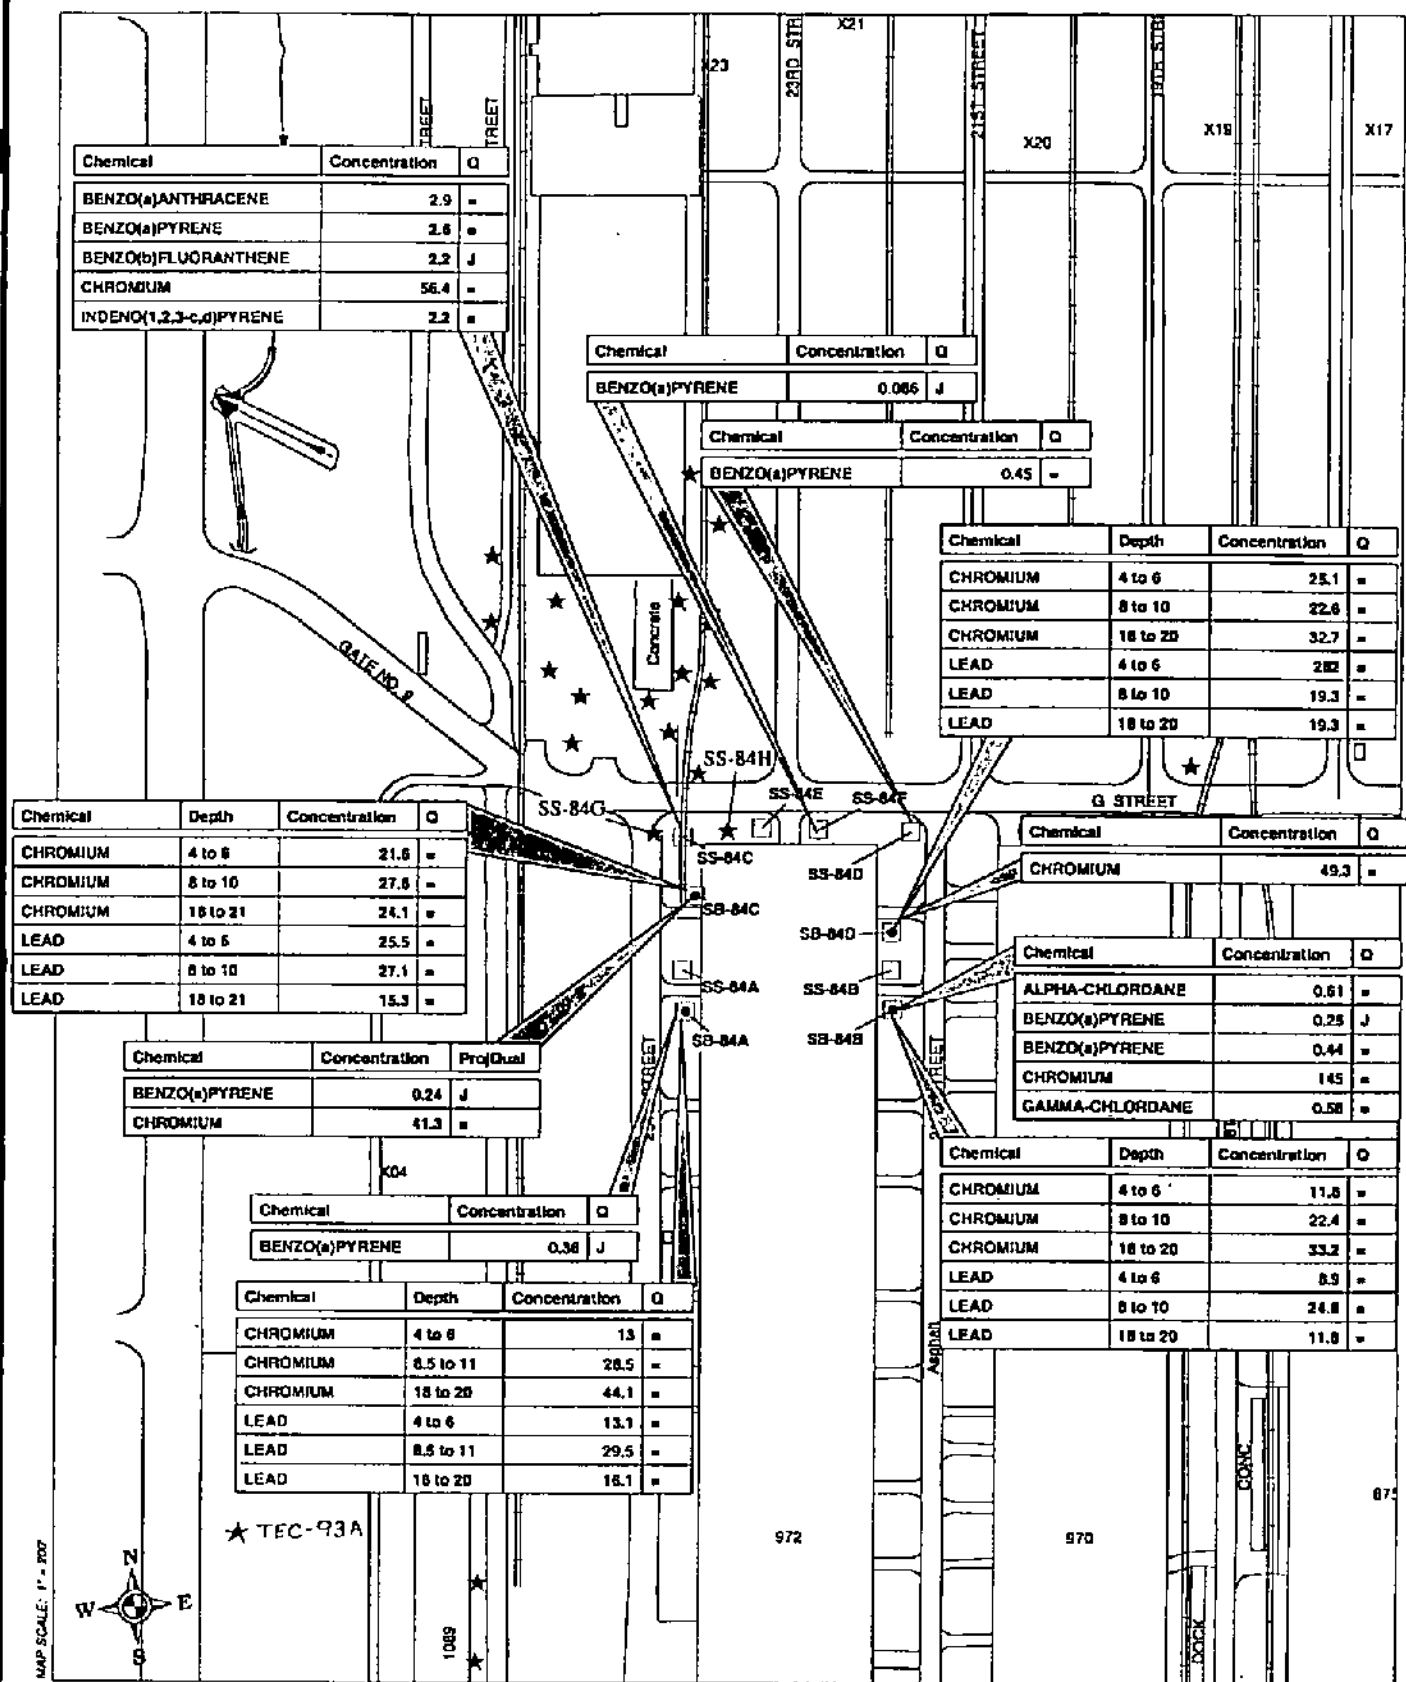 X21
X23
23RD STR
21ST STREET
19TH STR
X20
X19
X17
TREET
TREET
Chemical Concentration Q
BENZO(a)ANTHRACENE 2.9 =
BENZO(a)PYRENE 2.6 =
BENZO(b)FLUORANTHENE 2.2 J
CHROMIUM 56.4 =
INDENO(1,2,3-c,d)PYRENE 2.2 =
Chemical Concentration Q
BENZO(a)PYRENE 0.086 J
Chemical Concentration Q
BENZO(a)PYRENE 0.45 =
Chemical Depth Concentration Q
CHROMIUM 4 to 6 25.1 =
CHROMIUM 8 to 10 22.6 =
CHROMIUM 18 to 20 32.7 =
LEAD 4 to 6 282 =
LEAD 8 to 10 19.3 =
LEAD 18 to 20 19.3 =
Concrete
GATE NO. 9
SS-84H
SS-84G
SS-84E
SS-84F
G STREET
SS-84C
SS-84D
SB-84C
SB-84D
SS-84A
SS-84B
SB-84A
SB-84B
Chemical Depth Concentration Q
CHROMIUM 4 to 6 21.6 =
CHROMIUM 8 to 10 27.6 =
CHROMIUM 18 to 21 24.1 =
LEAD 4 to 6 25.5 =
LEAD 8 to 10 27.1 =
LEAD 18 to 21 15.3 =
Chemical Concentration Q
CHROMIUM 49.3 =
Chemical Concentration Q
ALPHA-CHLORDANE 0.61 =
BENZO(a)PYRENE 0.25 J
BENZO(a)PYRENE 0.44 =
CHROMIUM 145 =
GAMMA-CHLORDANE 0.58 =
Chemical Concentration ProjQual
BENZO(a)PYRENE 0.24 J
CHROMIUM 41.3 =
STREET
STREET
X04
Chemical Depth Concentration Q
CHROMIUM 4 to 6 11.8 =
CHROMIUM 8 to 10 22.4 =
CHROMIUM 18 to 20 33.2 =
LEAD 4 to 6 8.9 =
LEAD 8 to 10 24.8 =
LEAD 18 to 20 11.8 =
Chemical Concentration Q
BENZO(a)PYRENE 0.36 J
Chemical Depth Concentration Q
CHROMIUM 4 to 6 13 =
CHROMIUM 8.5 to 11 28.5 =
CHROMIUM 18 to 20 44.1 =
LEAD 4 to 6 13.1 =
LEAD 8.5 to 11 29.5 =
LEAD 18 to 20 16.1 =
Asphalt
CONC
DOCK
TEC-93A
972
970
1089
N
W E
S
MAP SCALE: 1" = 200'